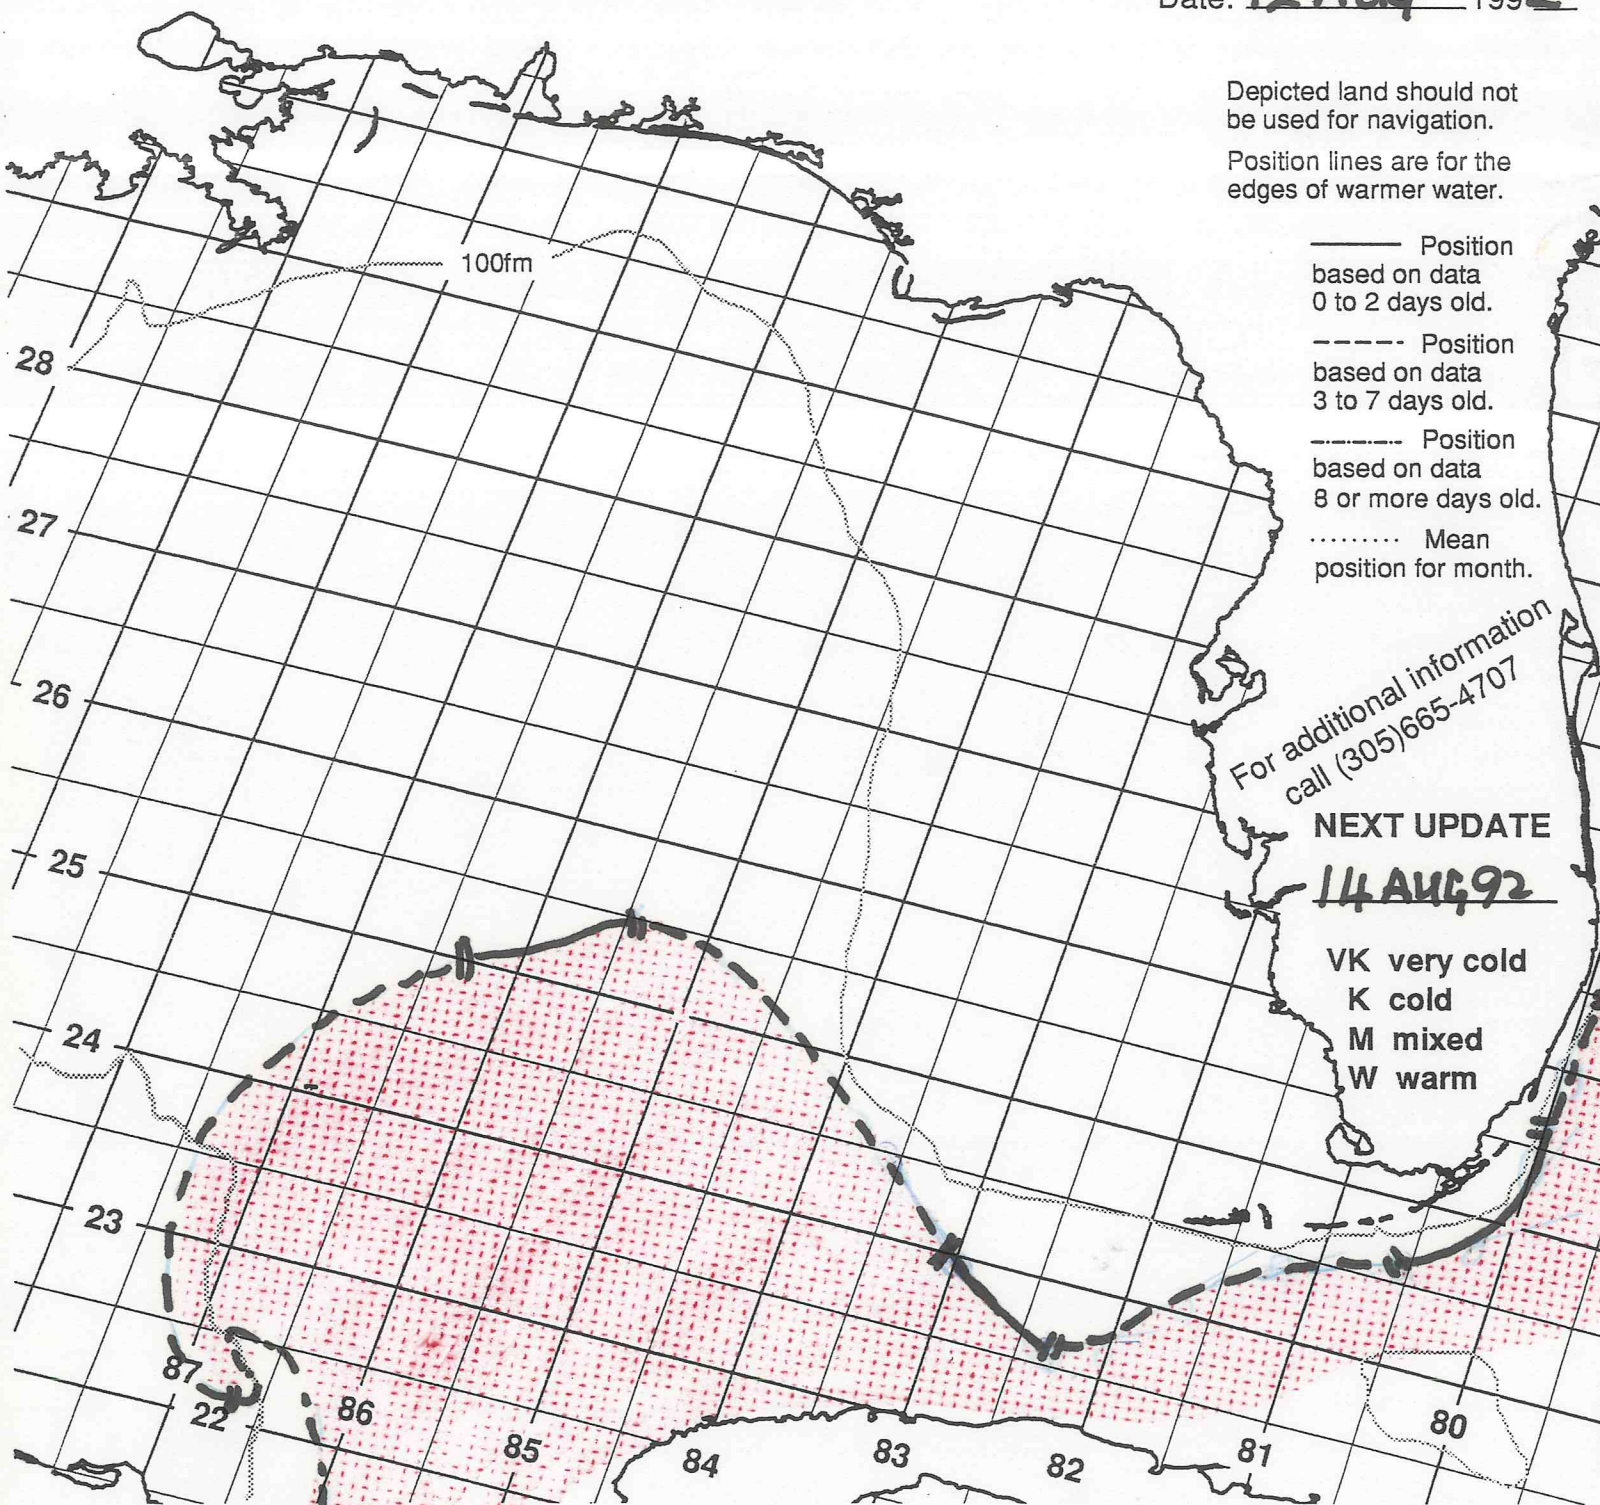 Date: 12 Aug 1992
Depicted land should not
be used for navigation.
Position lines are for the
edges of warmer water.
Position
based on data
0 to 2 days old.
Position
based on data
3 to 7 days old.
Position
based on data
8 or more days old.
Mean
position for month.
For additional information
call (305)665-4707
NEXT UPDATE
14 AUG 92
VK very cold
K cold
M mixed
W warm
100fm
28
27
26
25
24
23
22
87
86
85
84
83
82
81
80